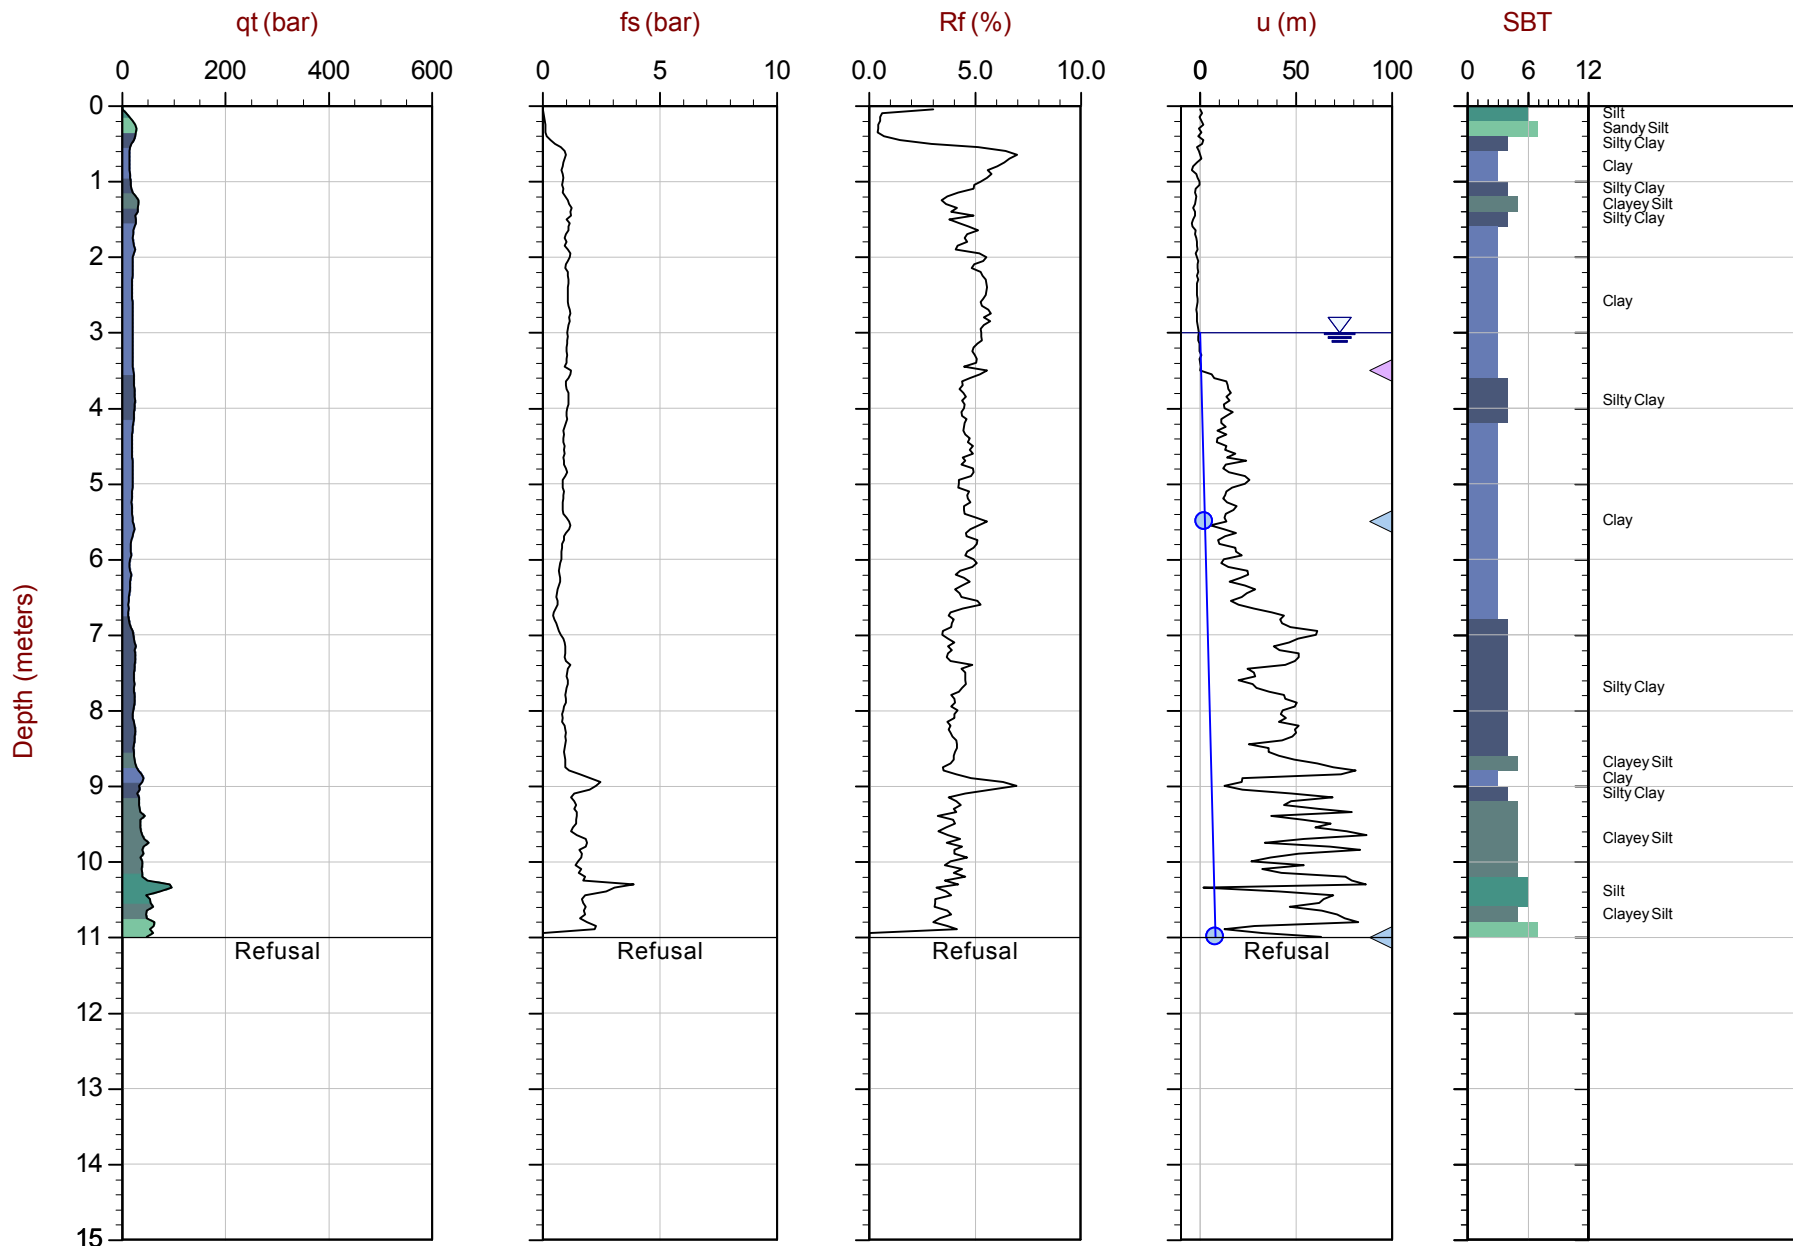 qt (bar) fs (bar) Rf (%) u (m) SBT
0 200 400 600 0 5 10 0.0 5.0 10.0 0 50 100 0 6 12
0
Silt
Sandy Silt
Silty Clay
Clay
1
Silty Clay
Clayey Silt
Silty Clay
2
Clay
3
Silty Clay
4
5
Clay
6
7
Silty Clay
8
Clayey Silt
Clay
9
Silty Clay
Clayey Silt
10
Silt
Clayey Silt
11
Refusal Refusal Refusal Refusal
12
13
14
15
Depth (meters)